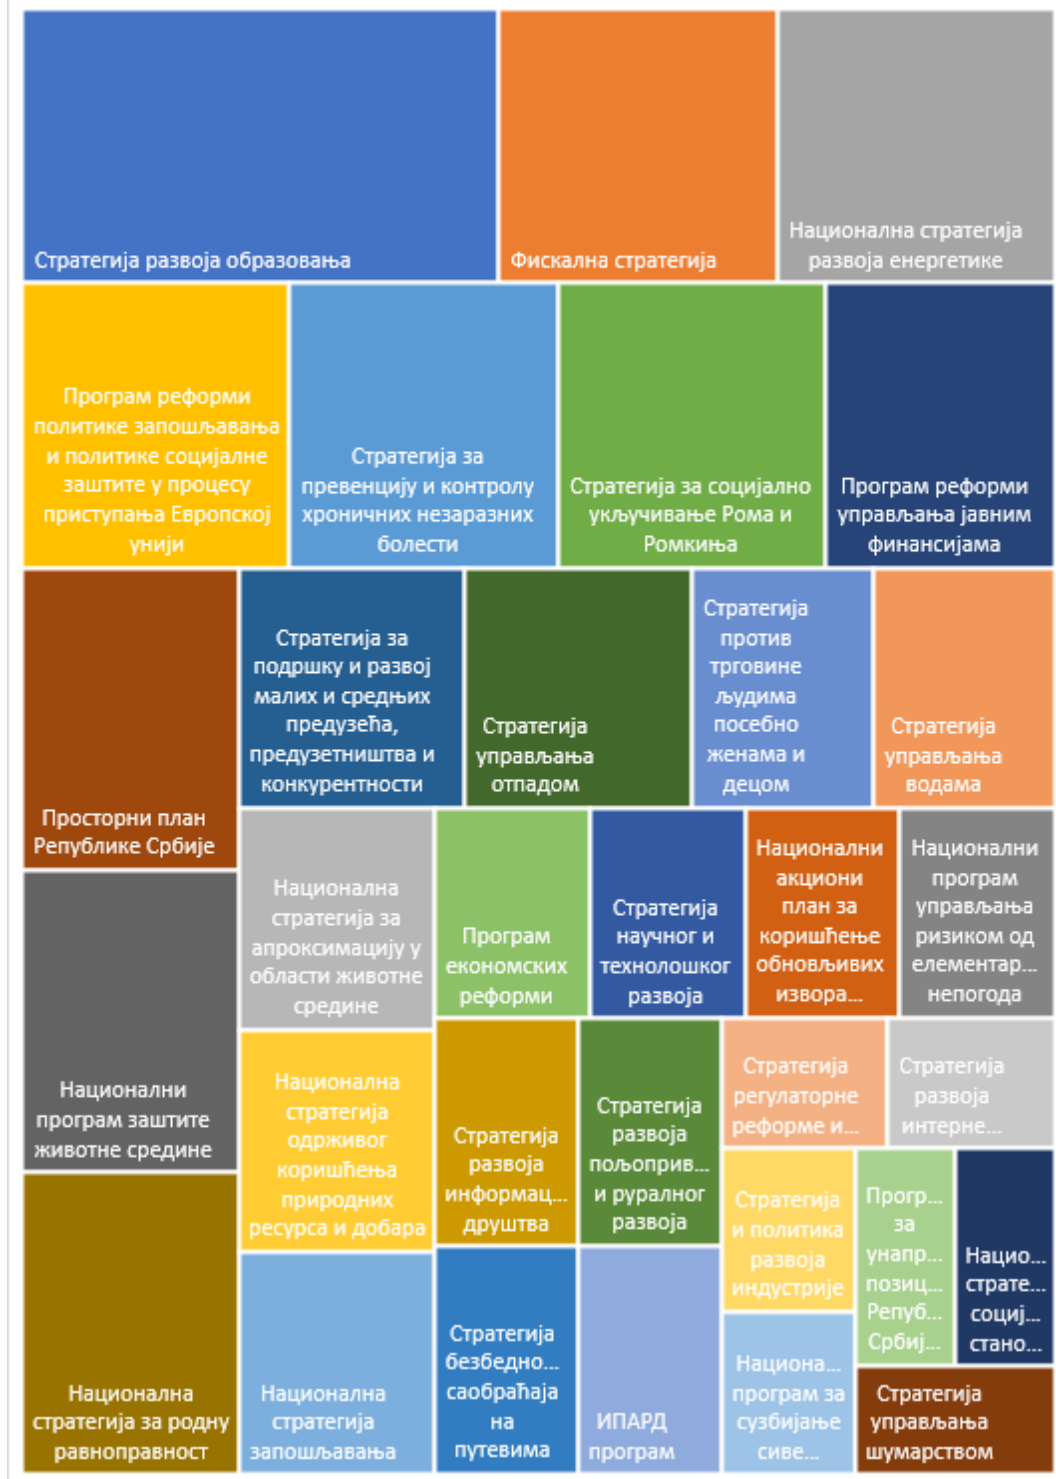 Стратегија развоја образовања
Фискална стратегија
Национална стратегија
развоја енергетике
Програм реформи
политике запошљавања
и политике социјалне
заштите у процесу
приступања Европској
унији
Стратегија за
превенцију и контролу
хроничних незаразних
болести
Стратегија за социјално
укључивање Рома и
Ромкиња
Програм реформи
управљања јавним
финансијама
Просторни план
Републике Србије
Стратегија за
подршку и развој
малих и средњих
предузећа,
предузетништва и
конкурентности
Стратегија
управљања
отпадом
Стратегија
против
трговине
људима
посебно
женама и
децом
Стратегија
управљања
водама
Национални
програм заштите
животне средине
Национална
стратегија за
апроксимацију у
области животне
средине
Програм
економских
реформи
Стратегија
научног и
технолошког
развоја
Национални
акциони
план за
коришћење
обновљивих
извора...
Национални
програм
управљања
ризиком од
елементар...
непогода
Национална
стратегија
одрживог
коришћења
природних
ресурса и добара
Стратегија
развоја
информац...
друштва
Стратегија
развоја
пољоприв...
и руралног
развоја
Стратегија
регулаторне
реформе и...
Стратегија
развоја
интерне...
Национална
стратегија за родну
равноправност
Национална
стратегија
запошљавања
Стратегија
безбедно...
саобраћаја
на
путевима
ИПАРД
програм
Стратегија
и политика
развоја
индустрије
Прогр...
за
унапр...
позиц...
Репуб...
Србиј...
Нацио...
страте...
социј...
стано...
Национа...
програм за
сузбијање
сиве...
Стратегија
управљања
шумарством